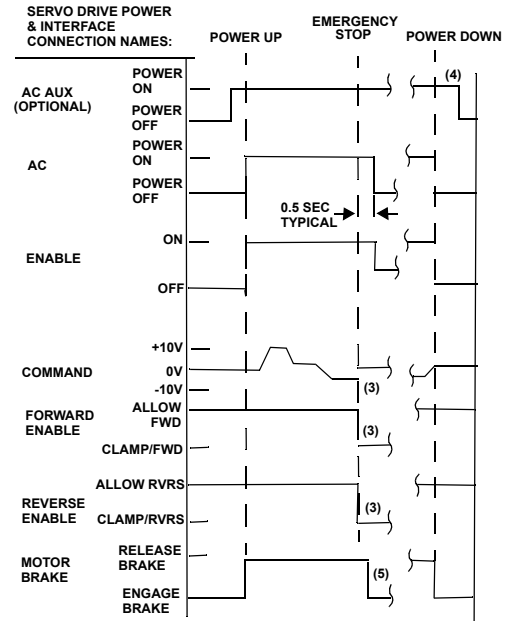 SERVO DRIVE POWER
& INTERFACE
CONNECTION NAMES:
POWER UP
EMERGENCY
STOP
POWER DOWN
AC AUX
(OPTIONAL)
POWER
ON
POWER
OFF
(4)
AC
POWER
ON
POWER
OFF
0.5 SEC
TYPICAL
ENABLE
ON
OFF
COMMAND
+10V
0V
-10V
(3)
FORWARD
ENABLE
ALLOW
FWD
CLAMP/FWD
(3)
REVERSE
ENABLE
ALLOW RVRS
CLAMP/RVRS
(3)
MOTOR
BRAKE
RELEASE
BRAKE
ENGAGE
BRAKE
(5)